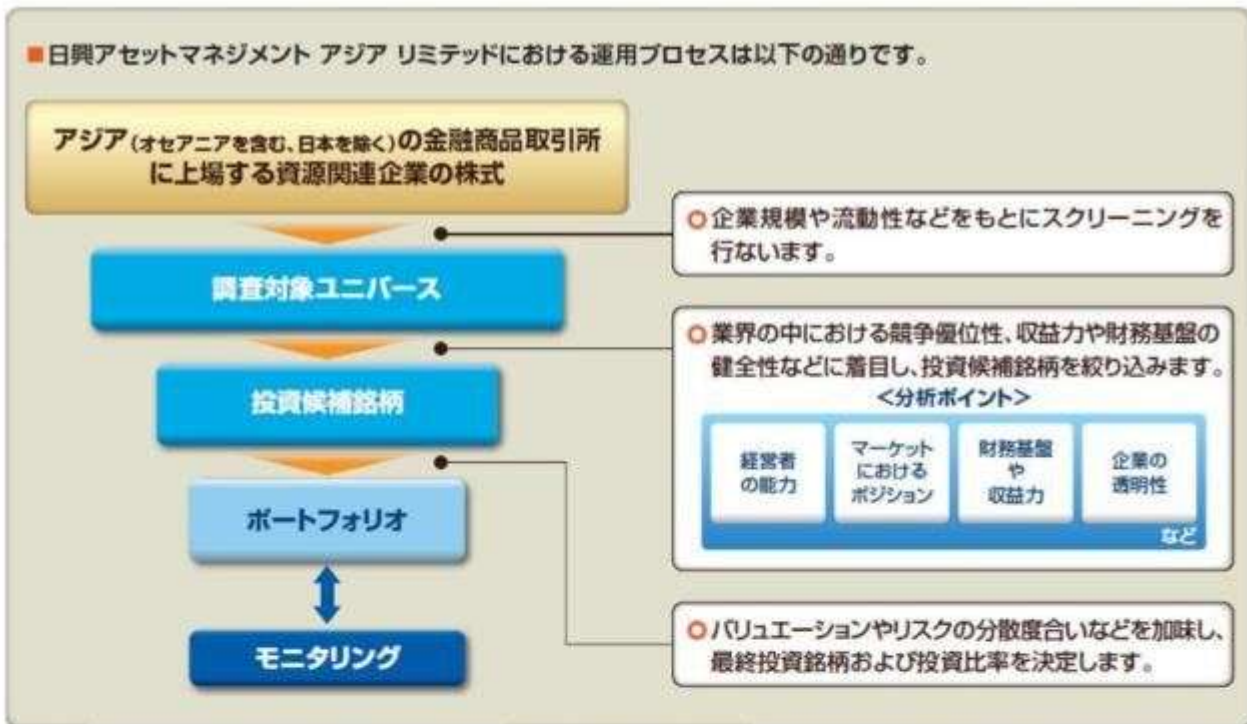 ■日興アセットマネジメント アジア リミテッドにおける運用プロセスは以下の通りです。
アジア(オセアニアを含む、日本を除く)の金融商品取引所
に上場する資源関連企業の株式
○企業規模や流動性などをもとにスクリーニングを
行ないます。
調査対象ユニバース
○業界の中における競争優位性、収益力や財務基盤の
健全性などに着目し、投資候補銘柄を絞り込みます。
<分析ポイント>
経営者
の能力
マーケット
における
ポジション
財務基盤
や
収益力
企業の
透明性
など
投資候補銘柄
ポートフォリオ
○バリュエーションやリスクの分散度合いなどを加味し、
最終投資銘柄および投資比率を決定します。
モニタリング